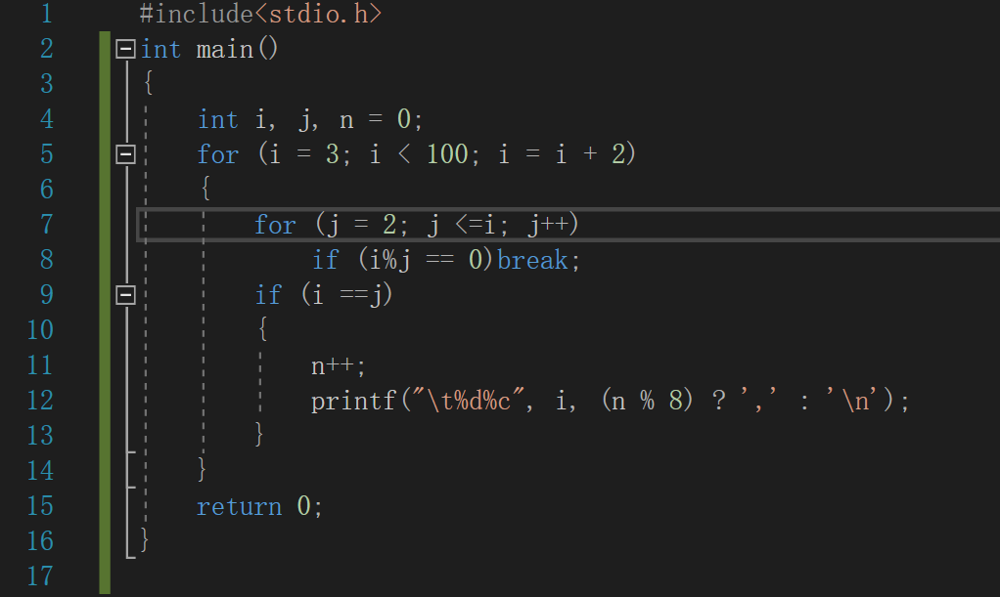 1 #include<stdio.h>
2 int main()
3 {
4 int i, j, n = 0;
5 for (i = 3; i < 100; i = i + 2)
6 {
7 for (j = 2; j <=i; j++)
8 if (i%j == 0)break;
9 if (i ==j)
10 {
11 n++;
12 printf("\t%d%c", i, (n % 8) ? ',' : '\n');
13 }
14 }
15 return 0;
16 }
17